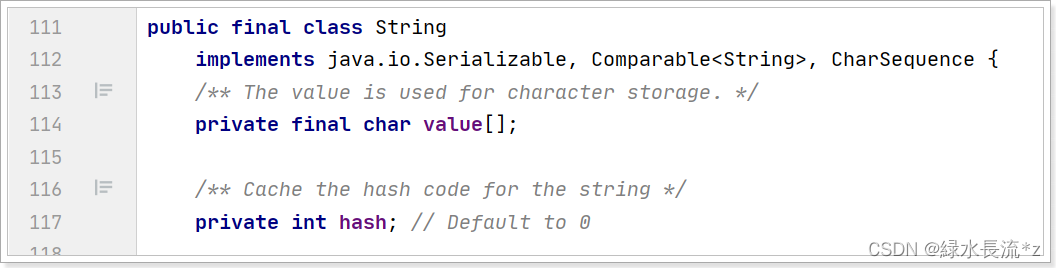 111 public final class String
112 implements java.io.Serializable, Comparable<String>, CharSequence {
113 /** The value is used for character storage. */
114 private final char value[];
115
116 /** Cache the hash code for the string */
117 private int hash; // Default to 0
118
CSDN @緑水長流*z